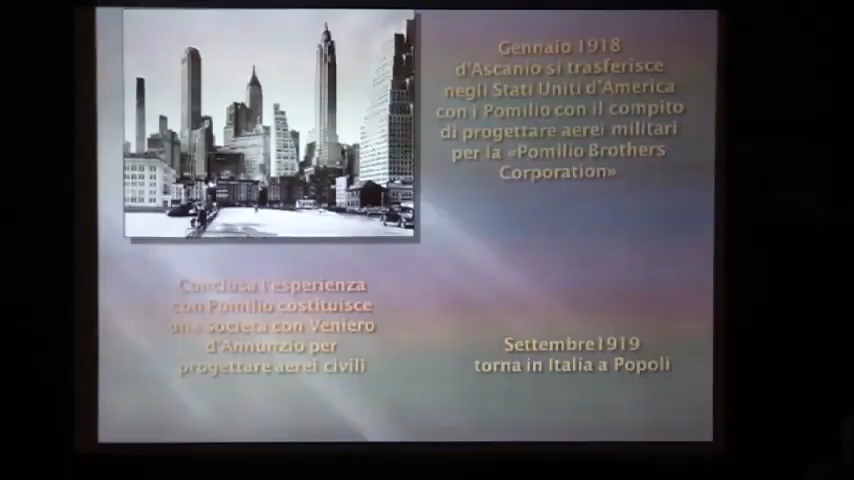 Gennaio 1918
d'Ascanio si trasferisce
negli Stati Uniti d'America
con i Pomilio con il compito
di progettare aerei militari
per la «Pomilio Brothers
Corporation»
Conclusa l'esperienza
con Pomilio costituisce
una società con Veniero
d'Annunzio per
progettare aerei civili
Settembre1919
torna in Italia a Popoli